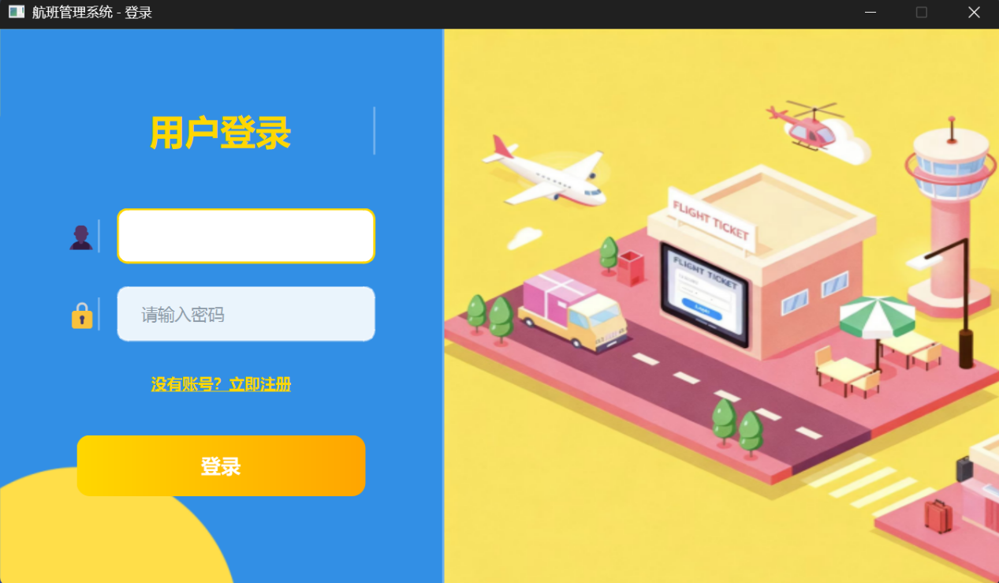 航班管理系统 - 登录
用户登录
请输入密码
没有账号？立即注册
登录
FLIGHT TICKET
FLIGHT TICKET
Login